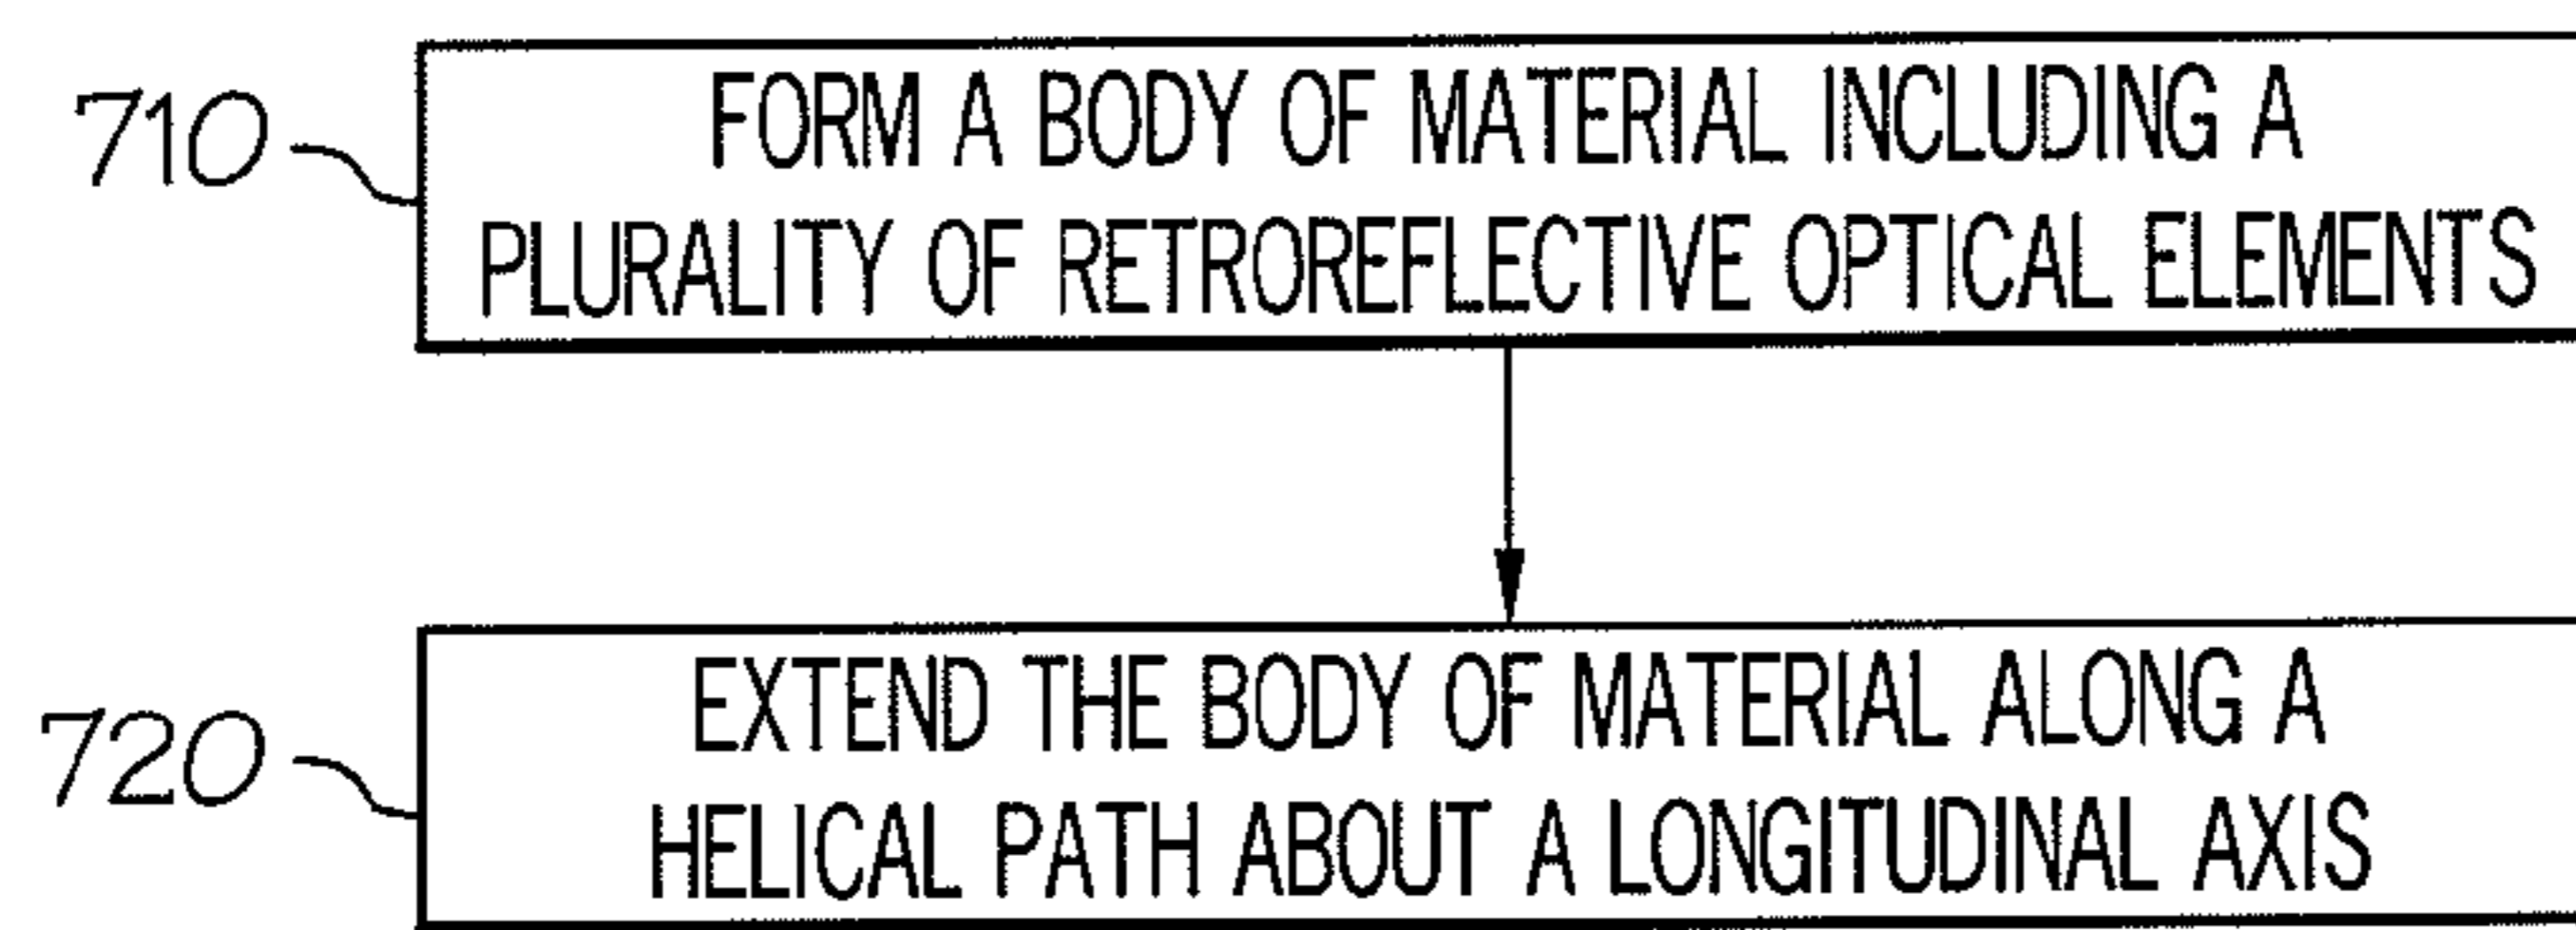 710
FORM A BODY OF MATERIAL INCLUDING A
PLURALITY OF RETROREFLECTIVE OPTICAL ELEMENTS
720
EXTEND THE BODY OF MATERIAL ALONG A
HELICAL PATH ABOUT A LONGITUDINAL AXIS